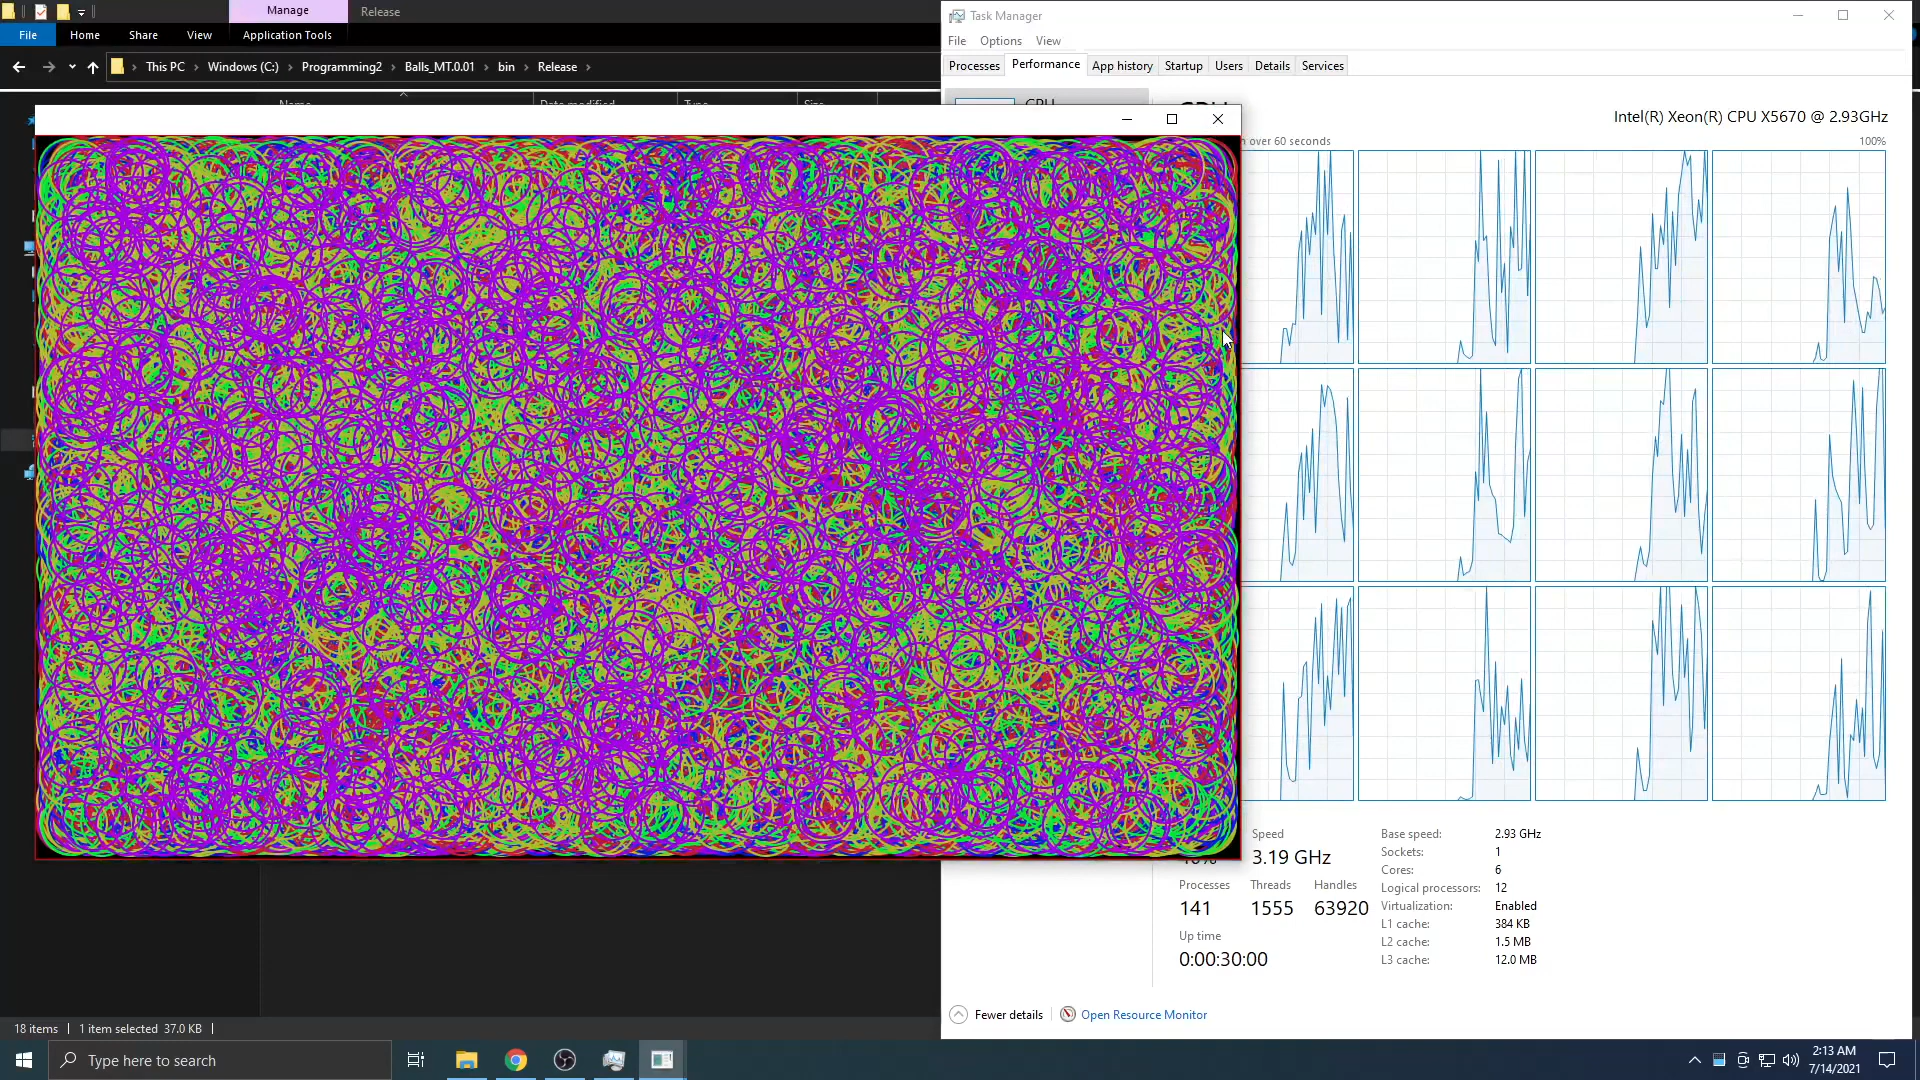 Manage
Release
File
Home
Share
View
Application Tools
This PC
Windows (C:)
Programming2
Balls_MT.0.01
bin
Release
Task Manager
File
Options
View
Processes
Performance
App history
Startup
Users
Details
Services
Intel(R) Xeon(R) CPU X5670 @ 2.93GHz
over 60 seconds
100%
Speed
3.19 GHz
Processes
Threads
Handles
141
1555
63920
Up time
0:00:30:00
Base speed:
2.93 GHz
Sockets:
1
Cores:
6
Logical processors:
12
Virtualization:
Enabled
L1 cache:
384 KB
L2 cache:
1.5 MB
L3 cache:
12.0 MB
Fewer details
Open Resource Monitor
18 items
1 item selected 37.0 KB
Type here to search
2:13 AM
7/14/2021